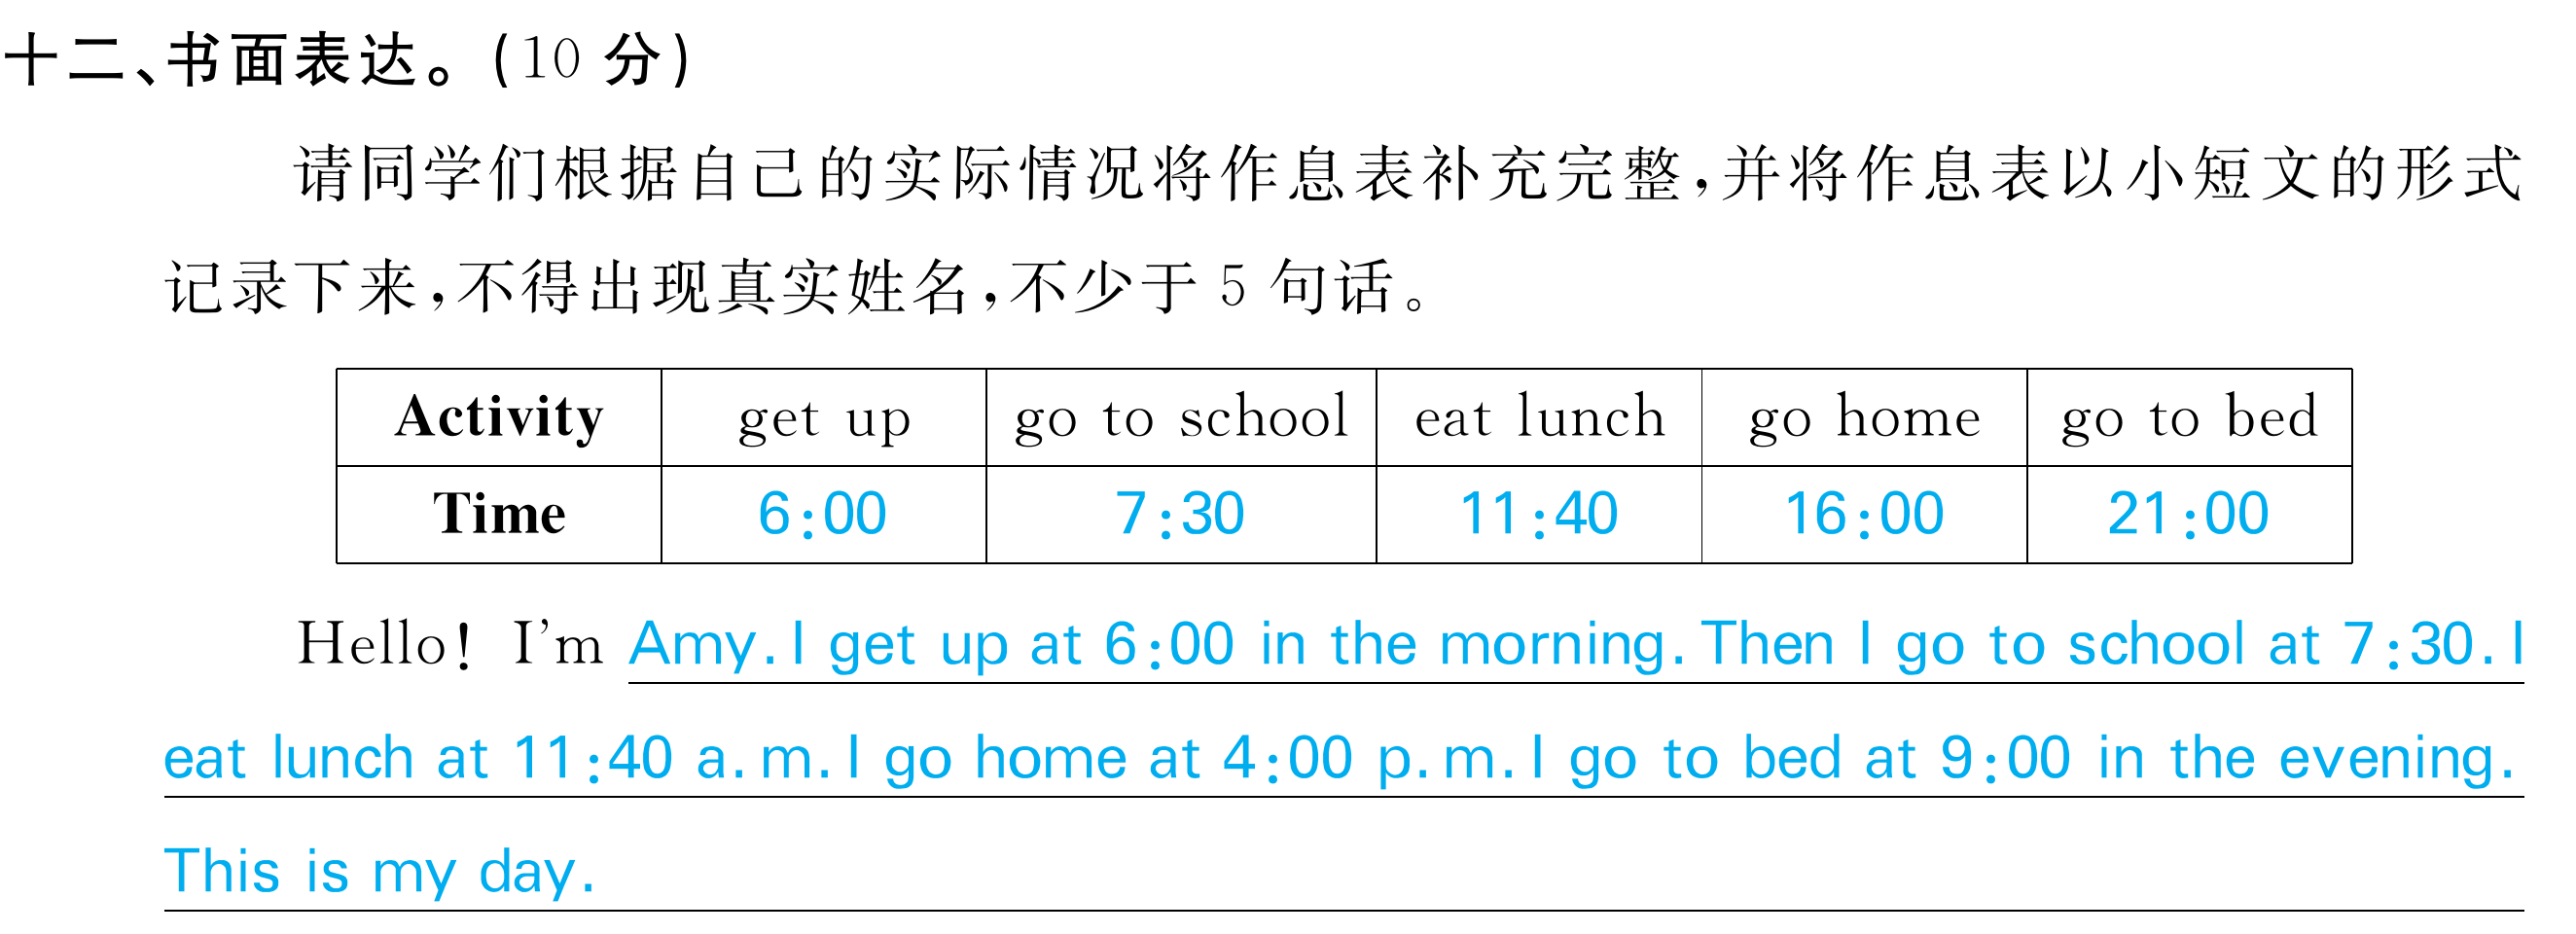 十二、书面表达。(10 分)
请同学们根据自己的实际情况将作息表补充完整,并将作息表以小短文的形式
记录下来,不得出现真实姓名,不少于 5 句话。
Activity get up go to school eat lunch go home go to bed
Time 6:00 7:30 11:40 16:00 21:00
Hello! I'm Amy. I get up at 6:00 in the morning. Then I go to school at 7:30. I
eat lunch at 11:40 a.m. I go home at 4:00 p.m. I go to bed at 9:00 in the evening.
This is my day.